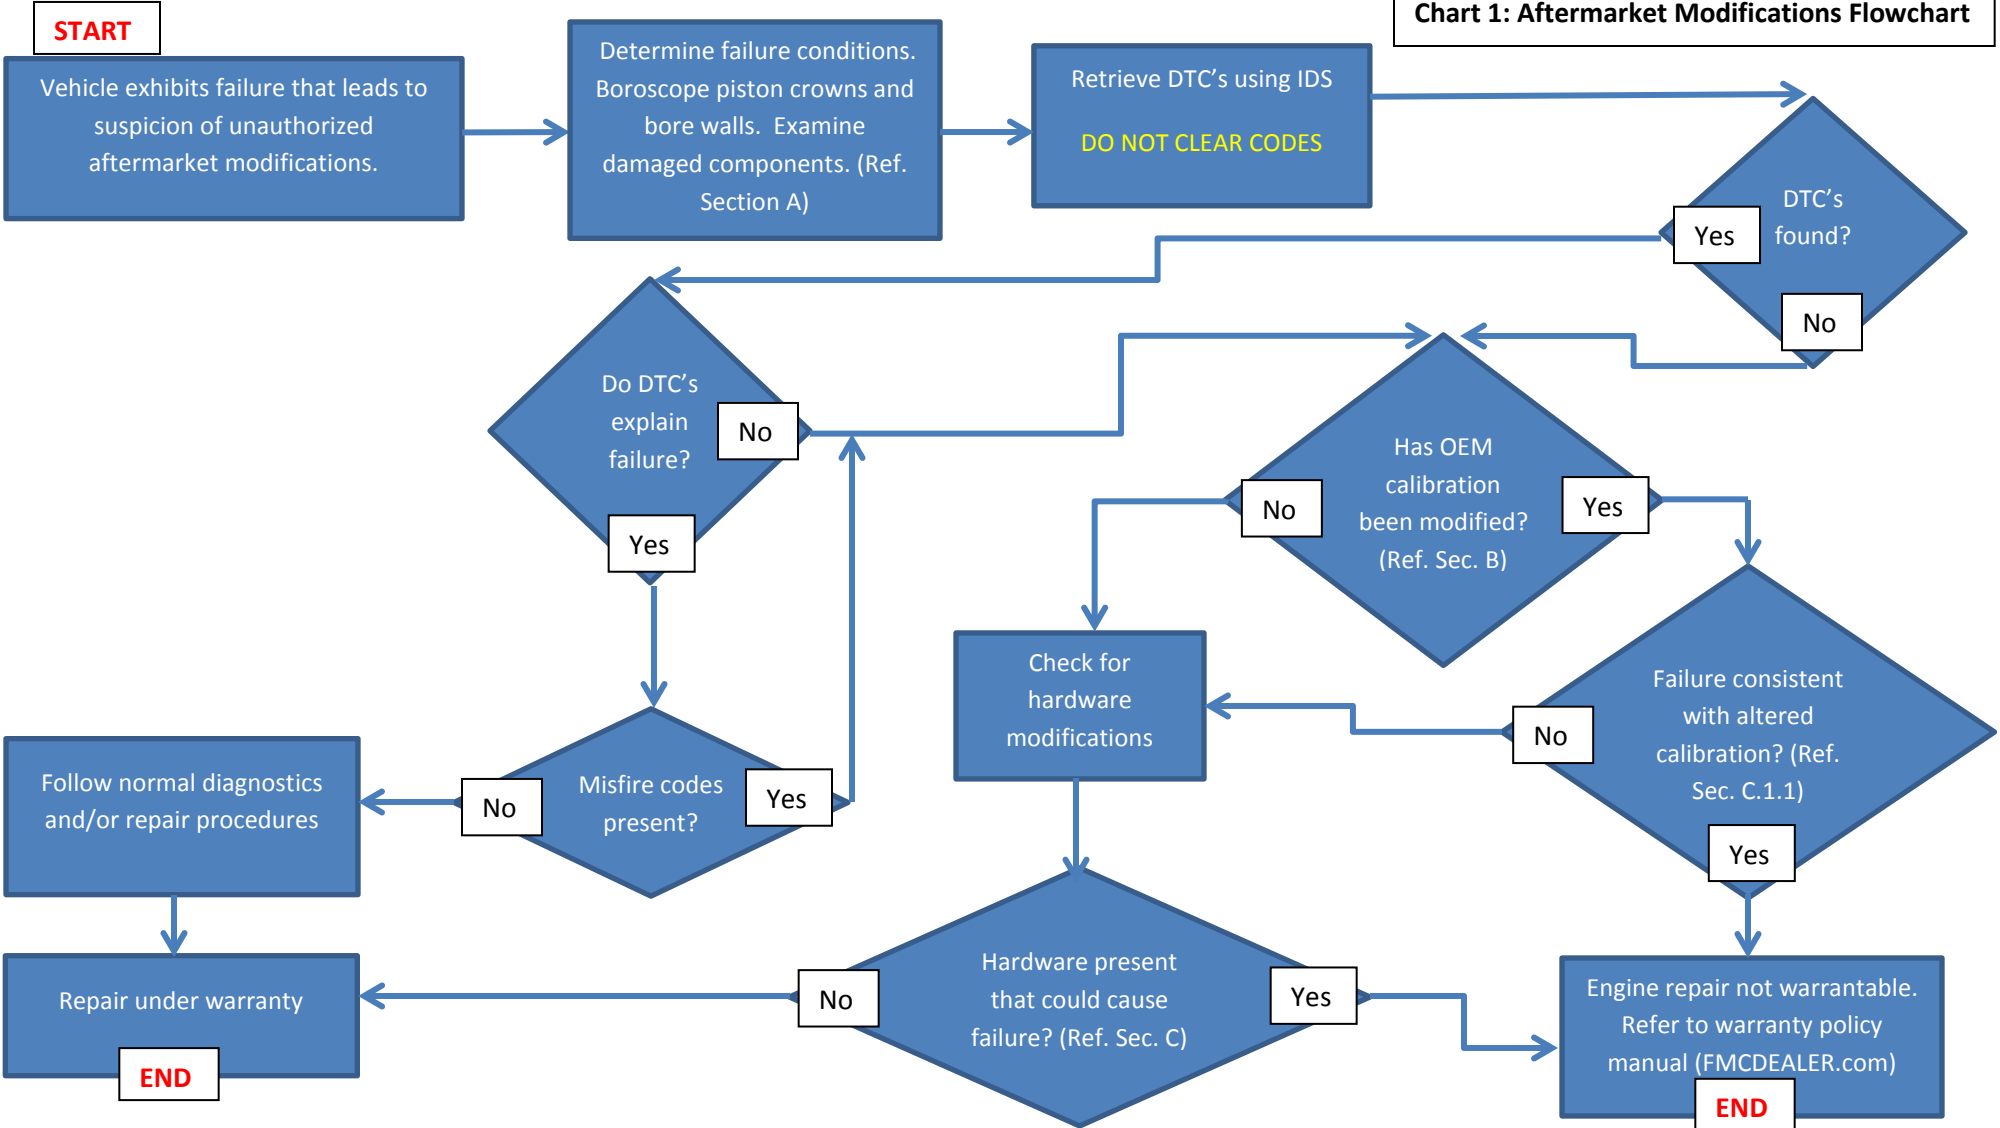 Chart 1: Aftermarket Modifications Flowchart
START
Vehicle exhibits failure that leads to
suspicion of unauthorized
aftermarket modifications.
Determine failure conditions.
Boroscope piston crowns and
bore walls.  Examine
damaged components. (Ref.
Section A)
Retrieve DTC’s using IDS
DO NOT CLEAR CODES
DTC’s
found?
Yes
No
Do DTC’s
explain
failure?
No
Yes
Has OEM
calibration
been modified?
(Ref. Sec. B)
No
Yes
Check for
hardware
modifications
Failure consistent
with altered
calibration? (Ref.
Sec. C.1.1)
No
Yes
Misfire codes
present?
No
Yes
Follow normal diagnostics
and/or repair procedures
Repair under warranty
END
Hardware present
that could cause
failure? (Ref. Sec. C)
No
Yes
Engine repair not warrantable.
Refer to warranty policy
manual (FMCDEALER.com)
END